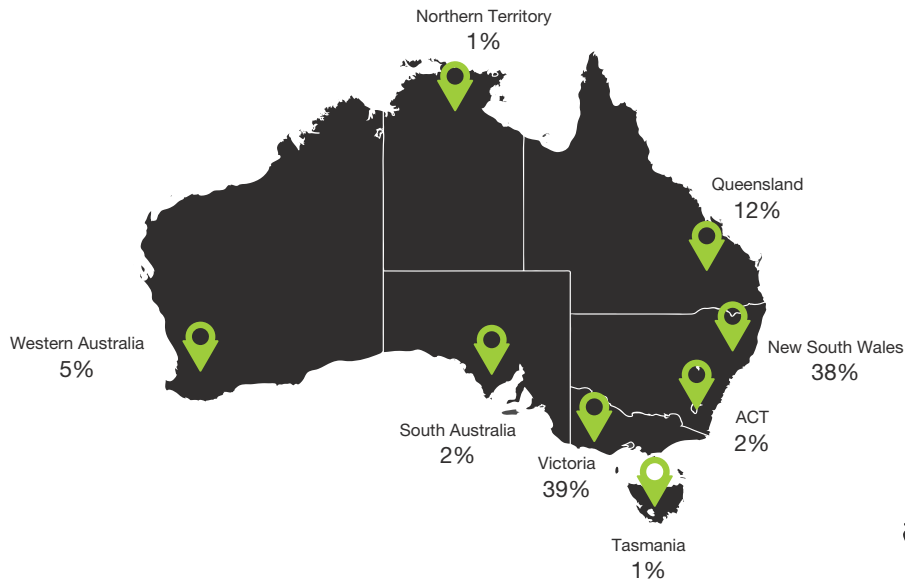 Northern Territory
1%
Queensland
12%
Western Australia
5%
New South Wales
38%
South Australia
2%
ACT
2%
Victoria
39%
Tasmania
1%